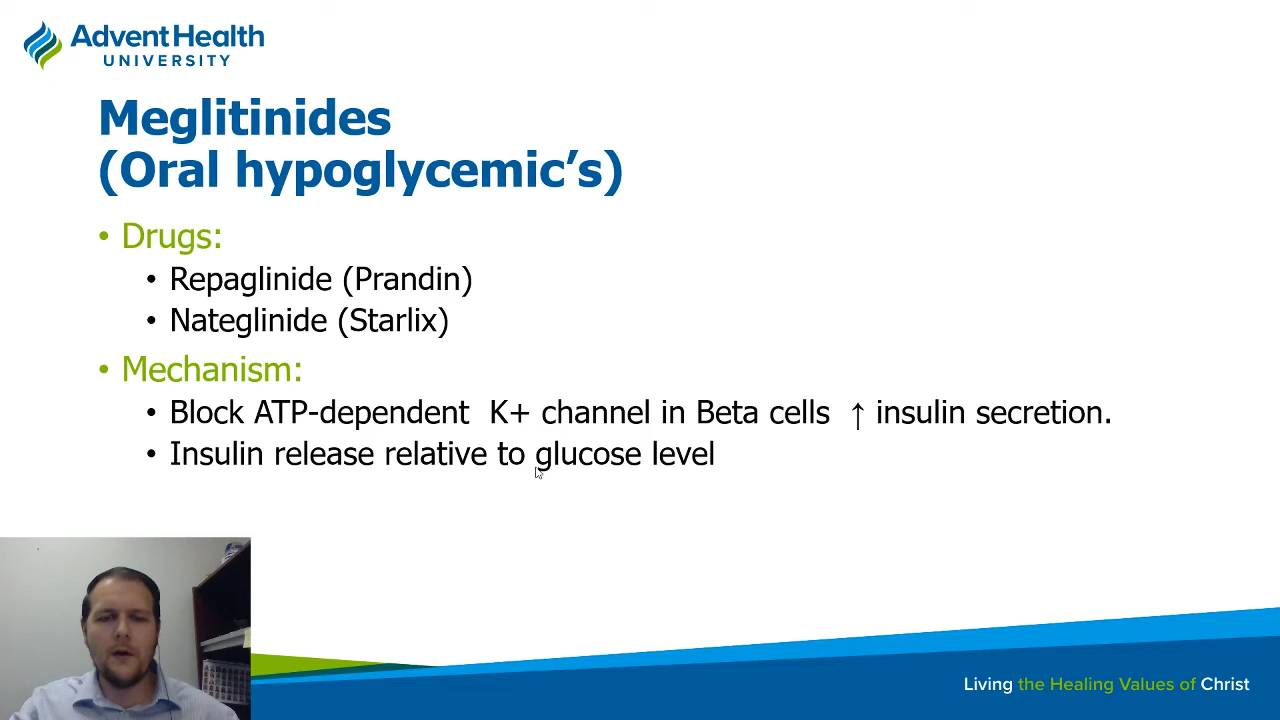 AdventHealth
UNIVERSITY
Meglitinides
(Oral hypoglycemic’s)
• Drugs:
• Repaglinide (Prandin)
• Nateglinide (Starlix)
• Mechanism:
• Block ATP-dependent  K+ channel in Beta cells  ↑ insulin secretion.
• Insulin release relative to glucose level
Living the Healing Values of Christ